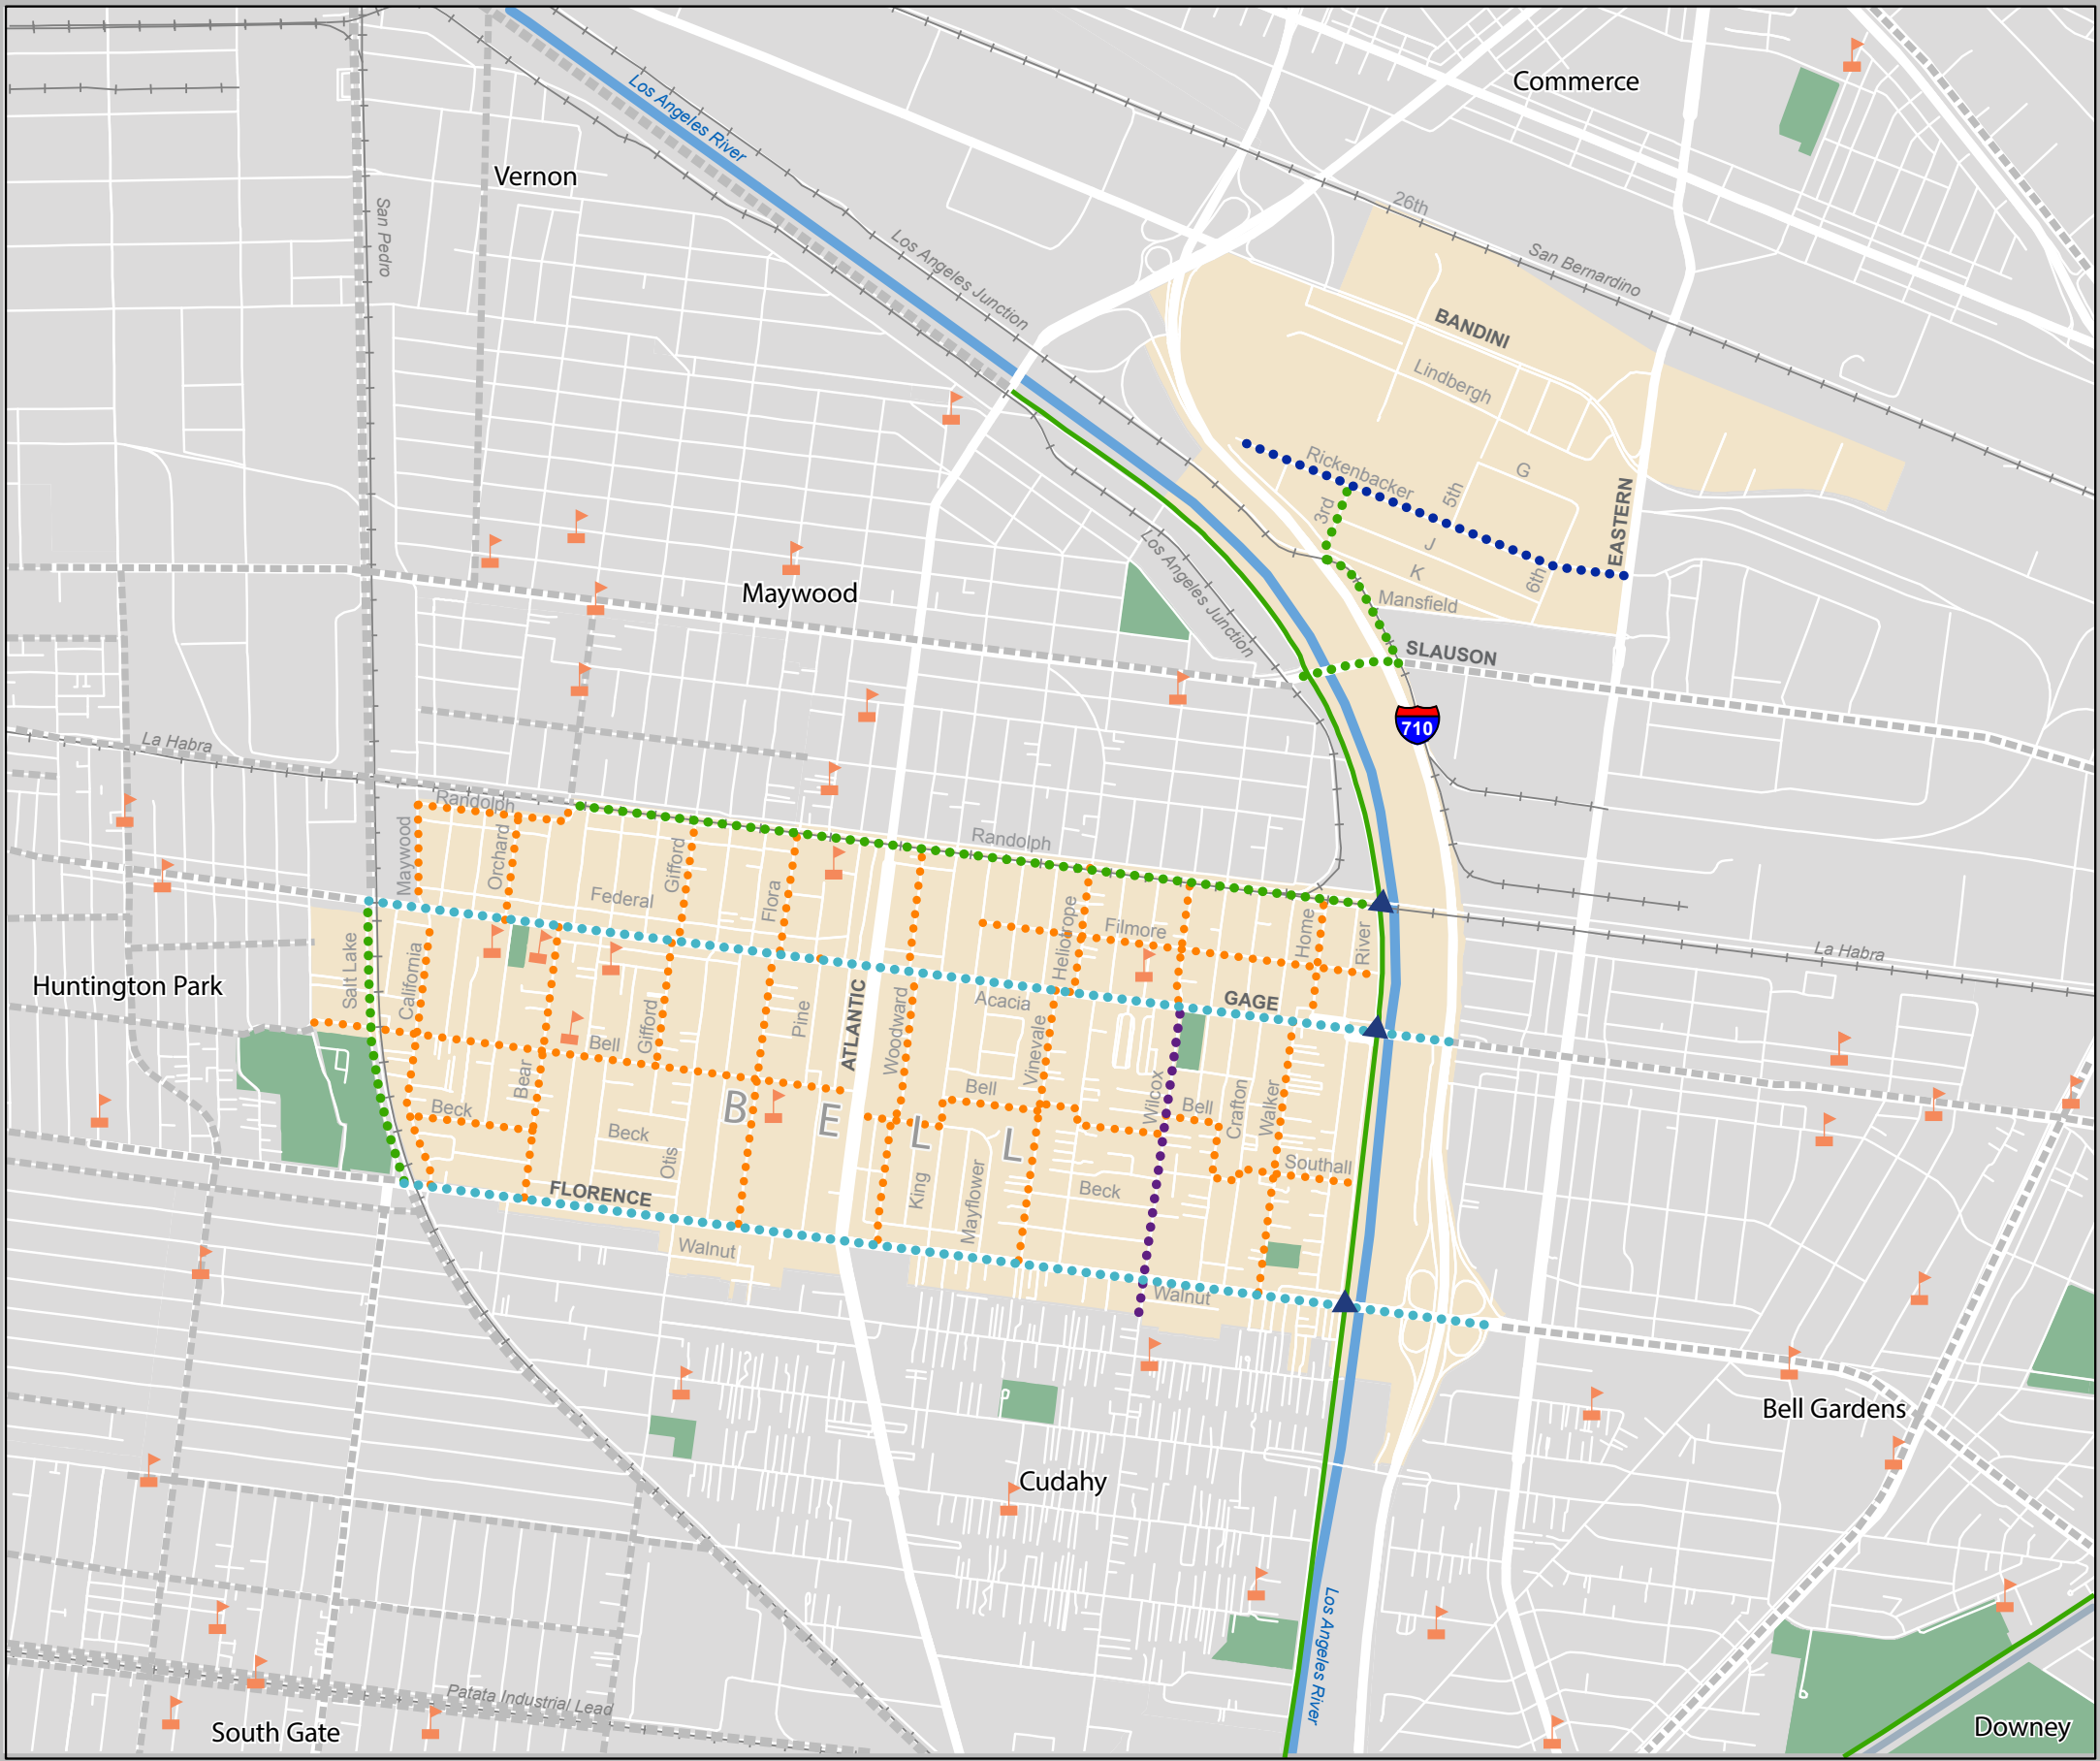 Commerce
Los Angeles River
Vernon
26th
San Pedro
Los Angeles Junction
San Bernardino
BANDINI
Lindbergh
Rickenbacker
G
5th
3rd
EASTERN
J
K
6th
Los Angeles Junction
Maywood
Mansfield
SLAUSON
710
La Habra
Randolph
Randolph
Maywood
Orchard
Gifford
Federal
Flora
Heliotrope
Filmore
Home
River
La Habra
Huntington Park
Salt Lake
California
Pine
ATLANTIC
Woodward
Acacia
GAGE
Gifford
Bell
Vinevale
Bear
Bell
Wilcox
Bell
Crafton
Walker
Beck
B E L L
Beck
Otis
Southall
FLORENCE
King
Mayflower
Beck
Walnut
Walnut
Bell Gardens
Cudahy
Los Angeles River
Patata Industrial Lead
South Gate
Downey